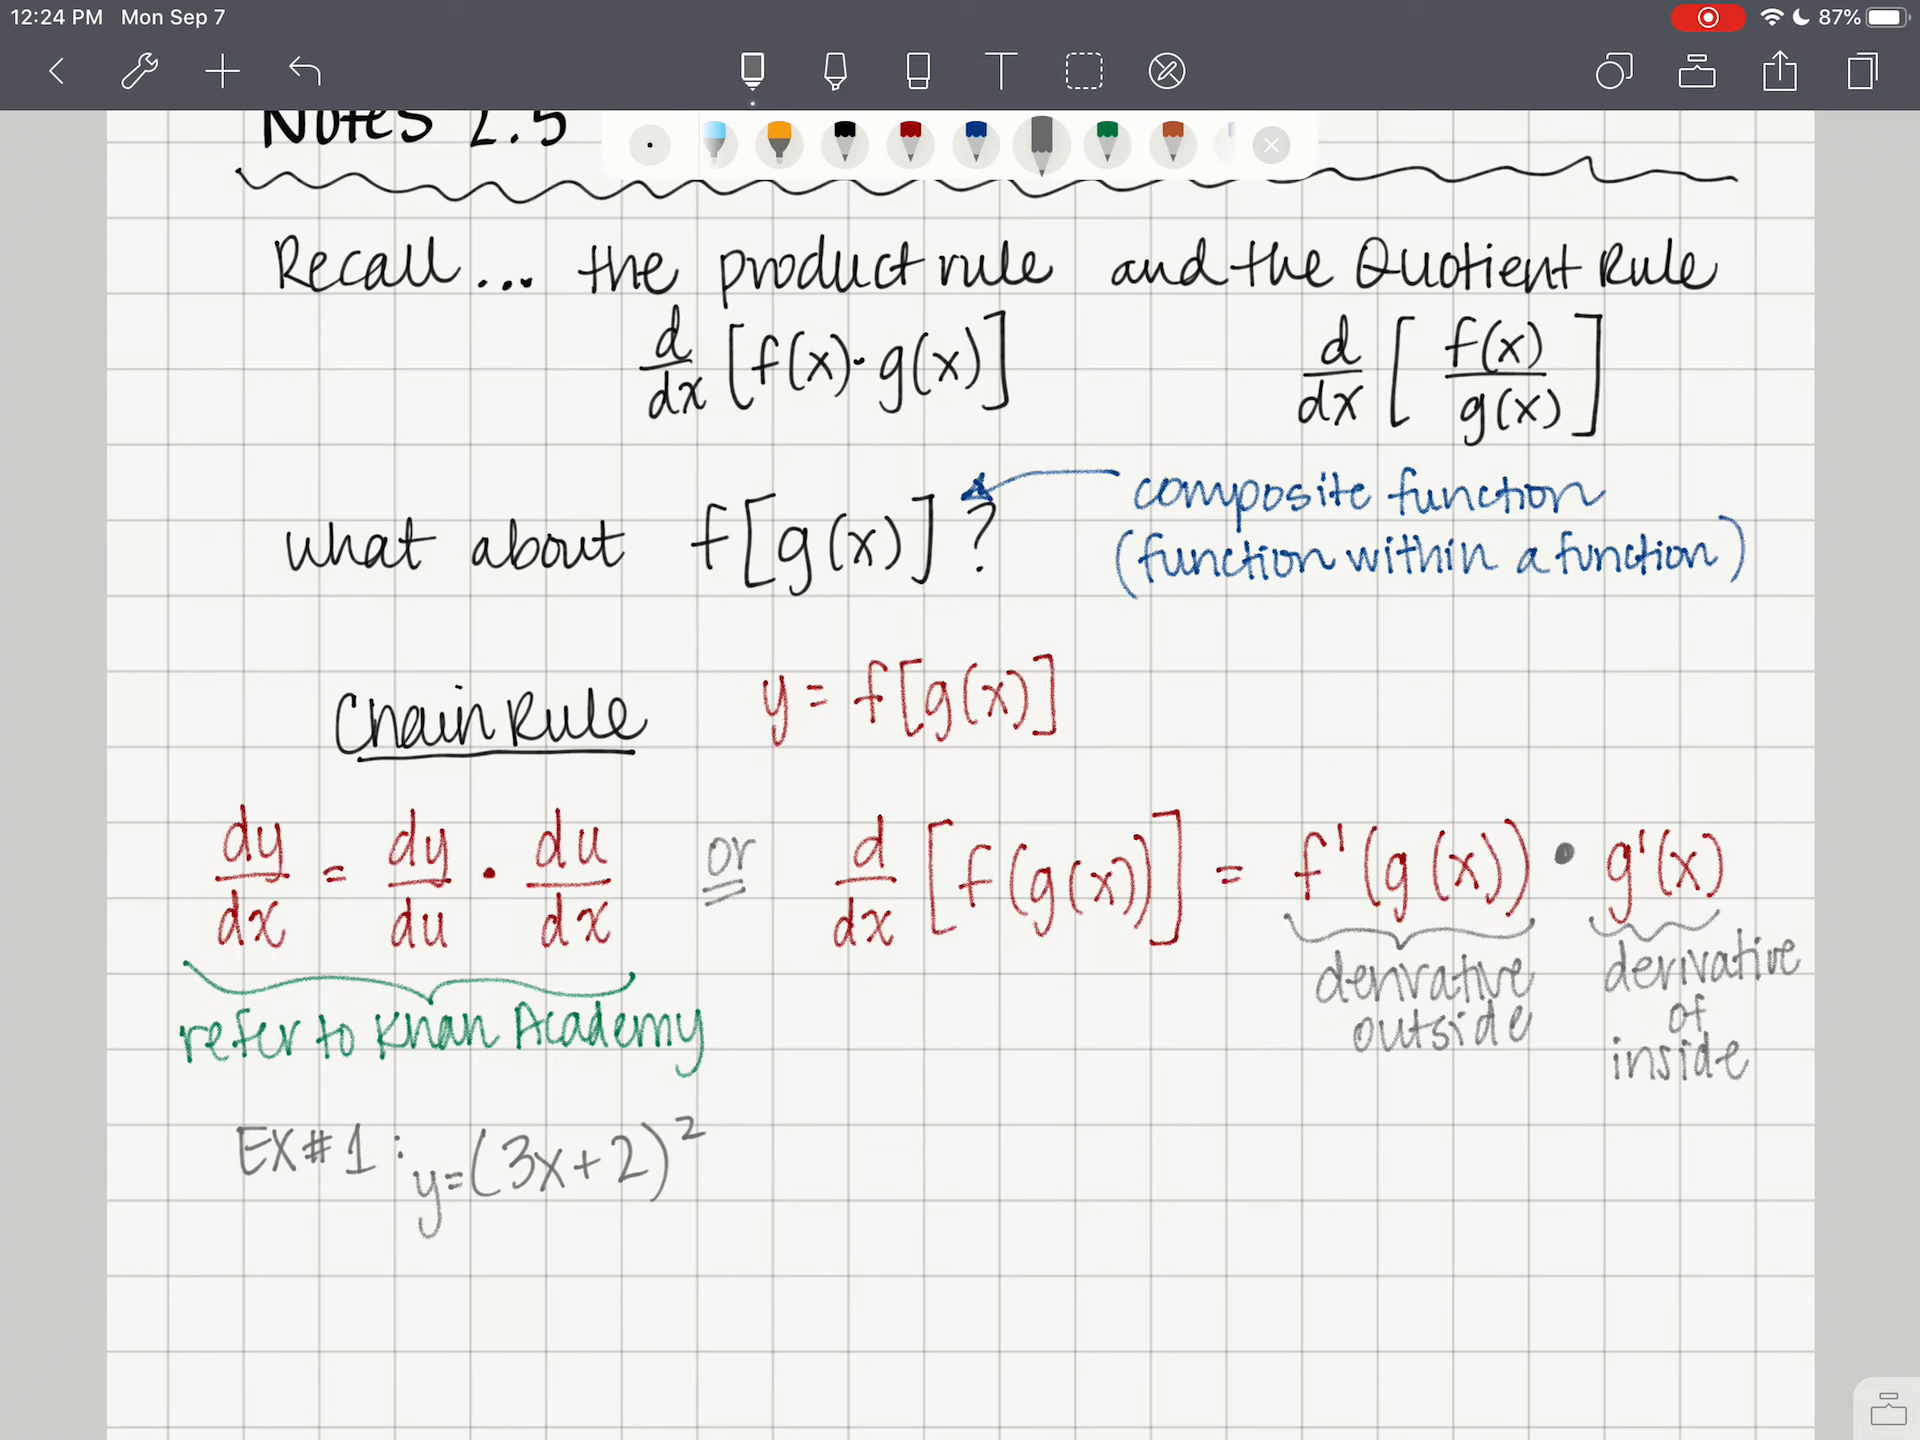 12:24 PM Mon Sep 7
87%
T
Notes 2.5
Recall... the product rule and the Quotient Rule
d/dx [f(x)·g(x)] d/dx [f(x)/g(x)]
what about f[g(x)]? composite function
(function within a function)
Chain Rule y = f[g(x)]
dy/dx = dy/du · du/dx or d/dx [f(g(x))] = f'(g(x)) • g'(x)
refer to Khan Academy
derivative outside
derivative of inside
EX#1: y=(3x+2)²